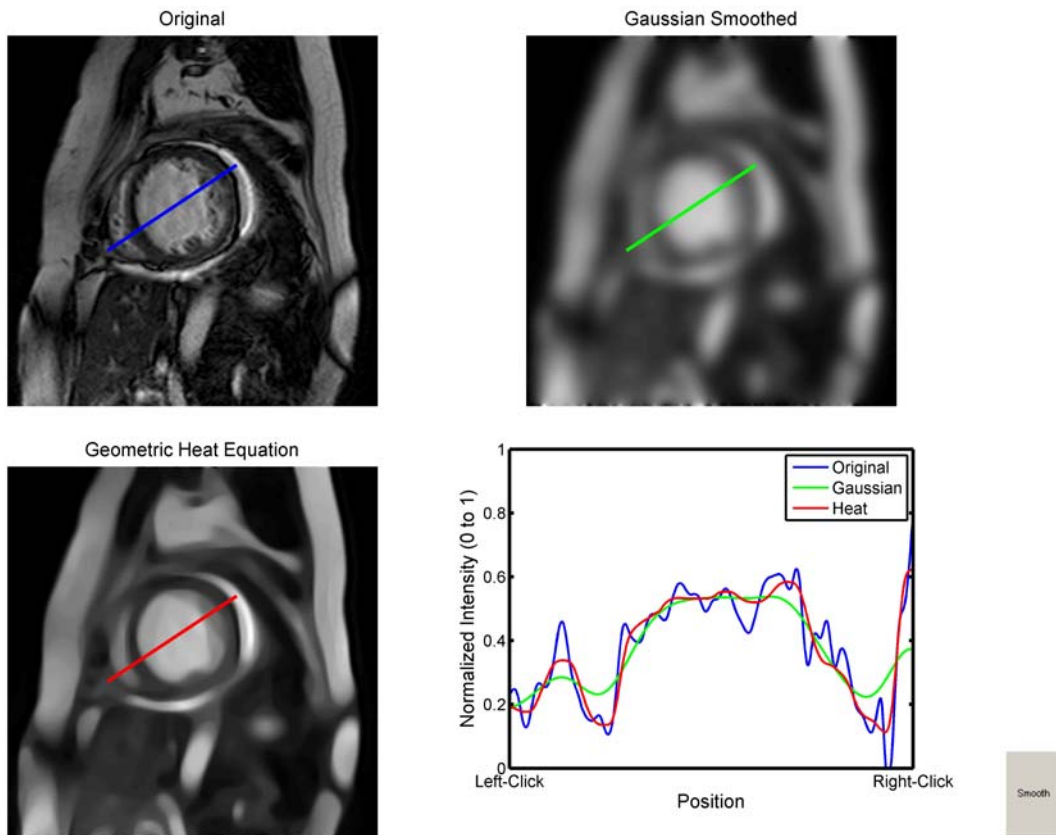 Original
Gaussian Smoothed
Geometric Heat Equation
1
0.8
0.6
0.4
0.2
0
Normalized Intensity (0 to 1)
Original
Gaussian
Heat
Left-Click
Right-Click
Position
Smooth